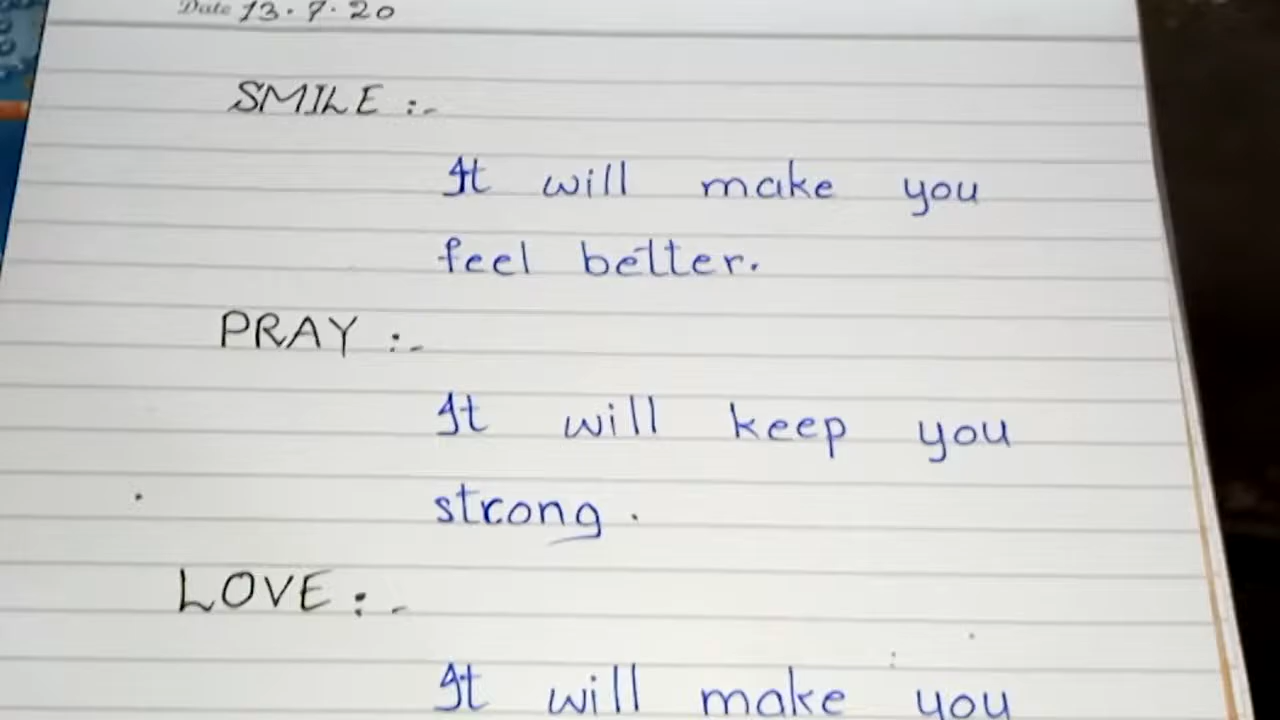 Date 13.7.20
SMILE :-
It will make you
feel better.
PRAY :-
It will keep you
strong.
LOVE :-
It will make you